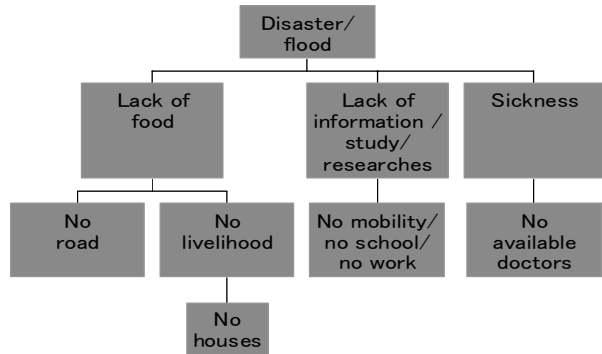 Disaster/
flood
Lack of
food
Lack of
information /
study/
researches
Sickness
No
road
No
livelihood
No mobility/
no school/
no work
No
available
doctors
No
houses